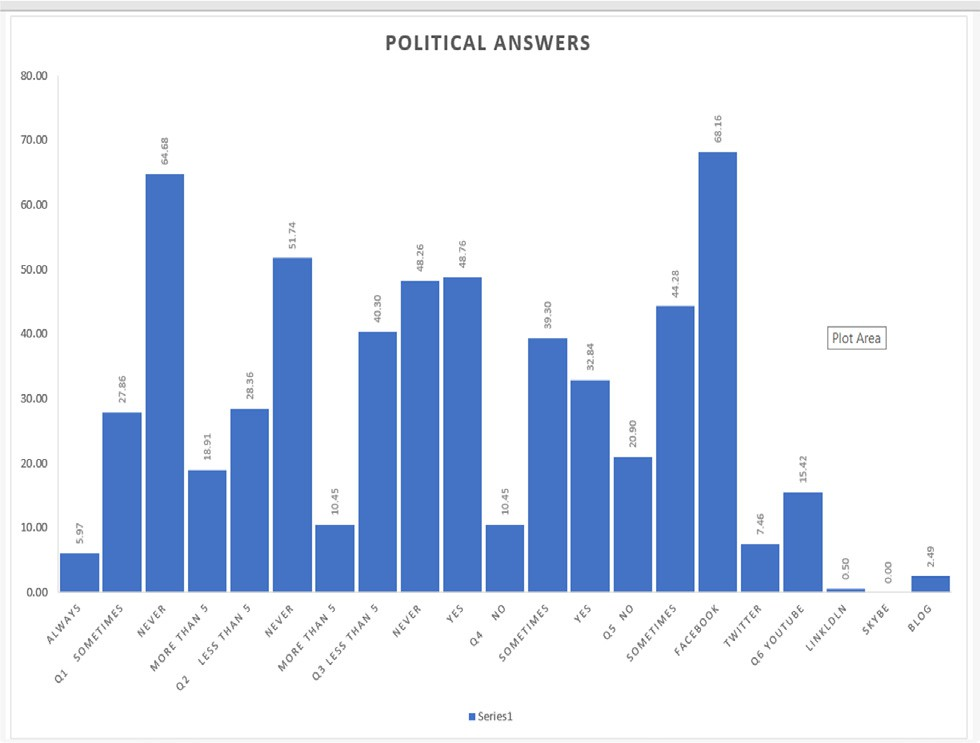 POLITICAL ANSWERS
80.00
70.00
60.00
50.00
40.00
30.00
20.00
10.00
0.00
5.97
27.86
64.68
18.91
28.36
51.74
10.45
40.30
48.26
48.76
10.45
39.30
32.84
20.90
44.28
68.16
7.46
15.42
0.50
0.00
2.49
Plot Area
ALWAYS
Q1 SOMETIMES
NEVER
MORE THAN 5
Q2 LESS THAN 5
NEVER
MORE THAN 5
Q3 LESS THAN 5
NEVER
YES
Q4 NO
SOMETIMES
YES
Q5 NO
SOMETIMES
FACEBOOK
TWITTER
Q6 YOUTUBE
LINKLDLN
SKYBE
BLOG
Series1